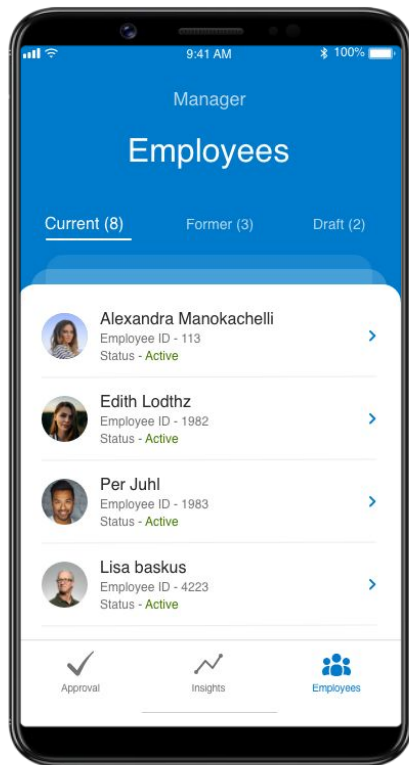 9:41 AM 100%
Manager
Employees
Current (8) Former (3) Draft (2)
Alexandra Manokachelli
Employee ID - 113
Status - Active
Edith Lodthz
Employee ID - 1982
Status - Active
Per Juhl
Employee ID - 1983
Status - Active
Lisa baskus
Employee ID - 4223
Status - Active
Approval Insights Employees